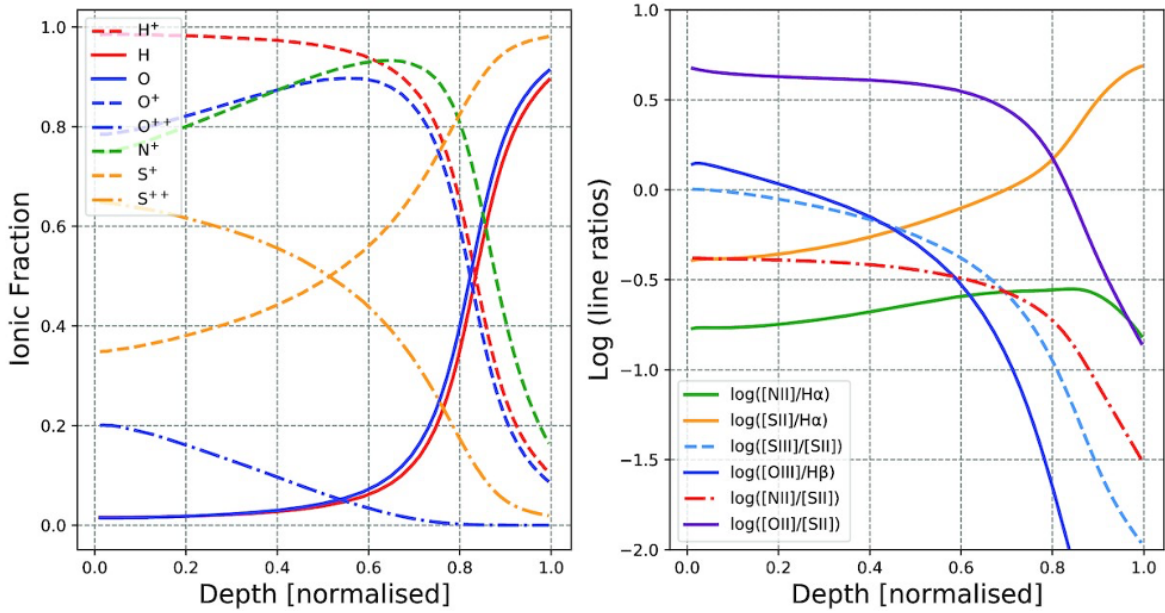 1.0
0.8
0.6
0.4
0.2
0.0
Ionic Fraction
H⁺
H
O
O⁺
O⁺⁺
N⁺
S⁺
S⁺⁺
0.0 0.2 0.4 0.6 0.8 1.0
Depth [normalised]
1.0
0.5
0.0
−0.5
−1.0
−1.5
−2.0
Log (line ratios)
log([NII]/Hα)
log([SII]/Hα)
log([SIII]/[SII])
log([OIII]/Hβ)
log([NII]/[SII])
log([OII]/[SII])
0.0 0.2 0.4 0.6 0.8 1.0
Depth [normalised]